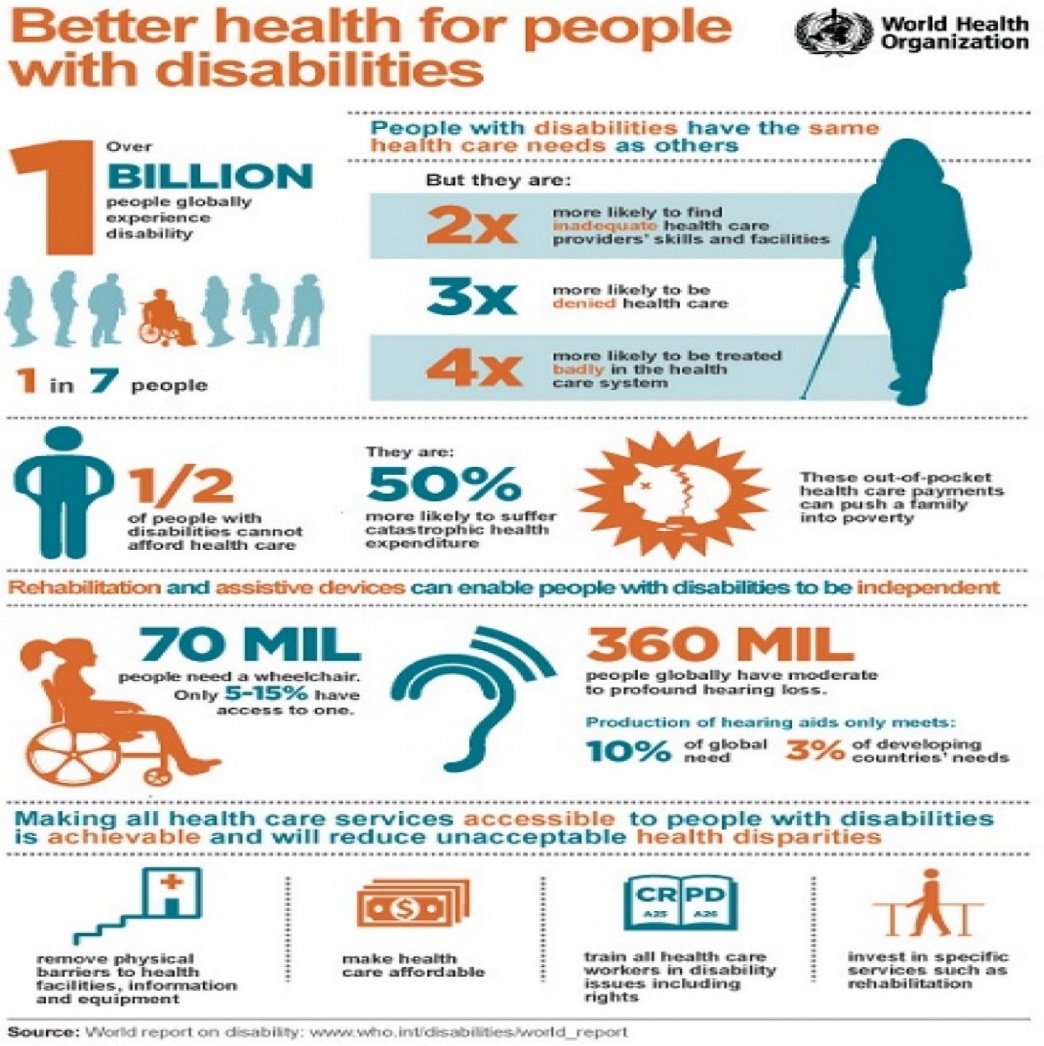 Better health for people
with disabilities
World Health
Organization
1
Over
BILLION
people globally
experience
disability
1 in 7 people
People with disabilities have the same
health care needs as others
But they are:
2x
more likely to find
inadequate health care
providers' skills and facilities
3x
more likely to be
denied health care
4x
more likely to be treated
badly in the health
care system
1/2
of people with
disabilities cannot
afford health care
They are:
50%
more likely to suffer
catastrophic health
expenditure
These out-of-pocket
health care payments
can push a family
into poverty
Rehabilitation and assistive devices can enable people with disabilities to be independent
70 MIL
people need a wheelchair.
Only 5-15% have
access to one.
360 MIL
people globally have moderate
to profound hearing loss.
Production of hearing aids only meets:
10% of global
need
3% of developing
countries' needs
Making all health care services accessible to people with disabilities
is achievable and will reduce unacceptable health disparities
remove physical
barriers to health
facilities, information
and equipment
$
make health
care affordable
CRPD
A25 A26
train all health care
workers in disability
issues including
rights
invest in specific
services such as
rehabilitation
Source: World report on disability: www.who.int/disabilities/world_report